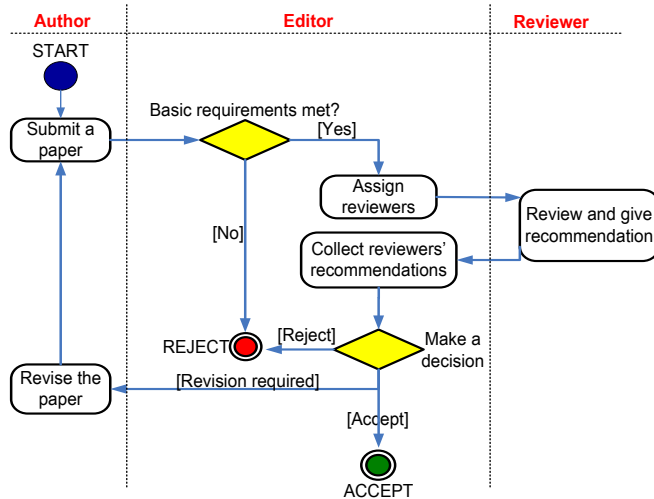 Author
Editor
Reviewer
START
Basic requirements met?
Submit a
paper
[Yes]
Assign
reviewers
Review and give
recommendation
[No]
Collect reviewers'
recommendations
REJECT
[Reject]
Make a
decision
Revise the
paper
[Revision required]
[Accept]
ACCEPT